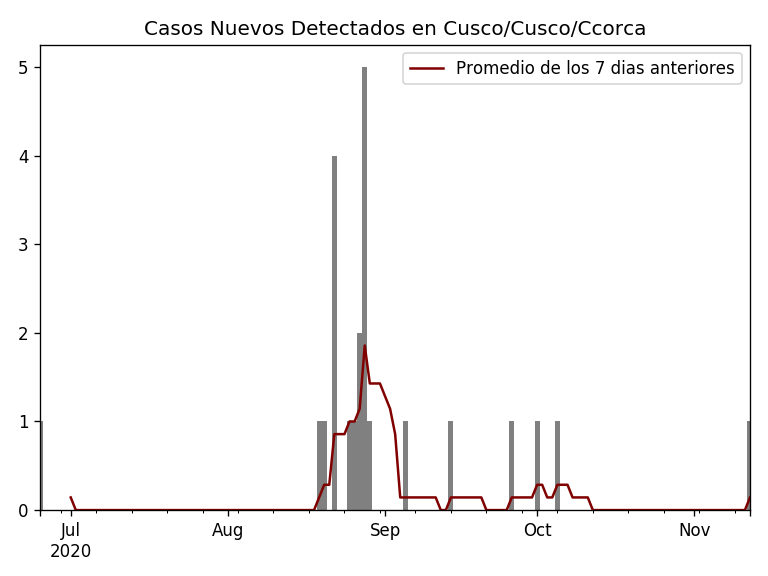 Casos Nuevos Detectados en Cusco/Cusco/Ccorca
Promedio de los 7 dias anteriores
5
4
3
2
1
0
Jul Aug Sep Oct Nov
2020